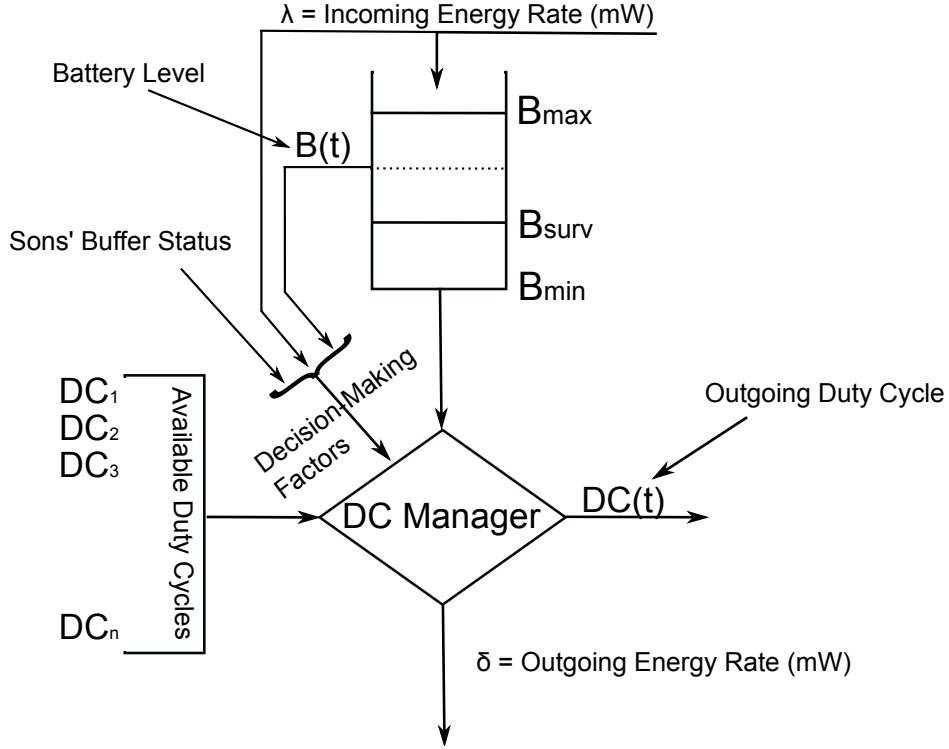 λ = Incoming Energy Rate (mW)
Battery Level
Bmax
B(t)
Bsurv
Sons' Buffer Status
Bmin
Decision-Making
Factors
DC1
DC2
DC3
DCn
Available Duty Cycles
Outgoing Duty Cycle
DC Manager
DC(t)
δ = Outgoing Energy Rate (mW)